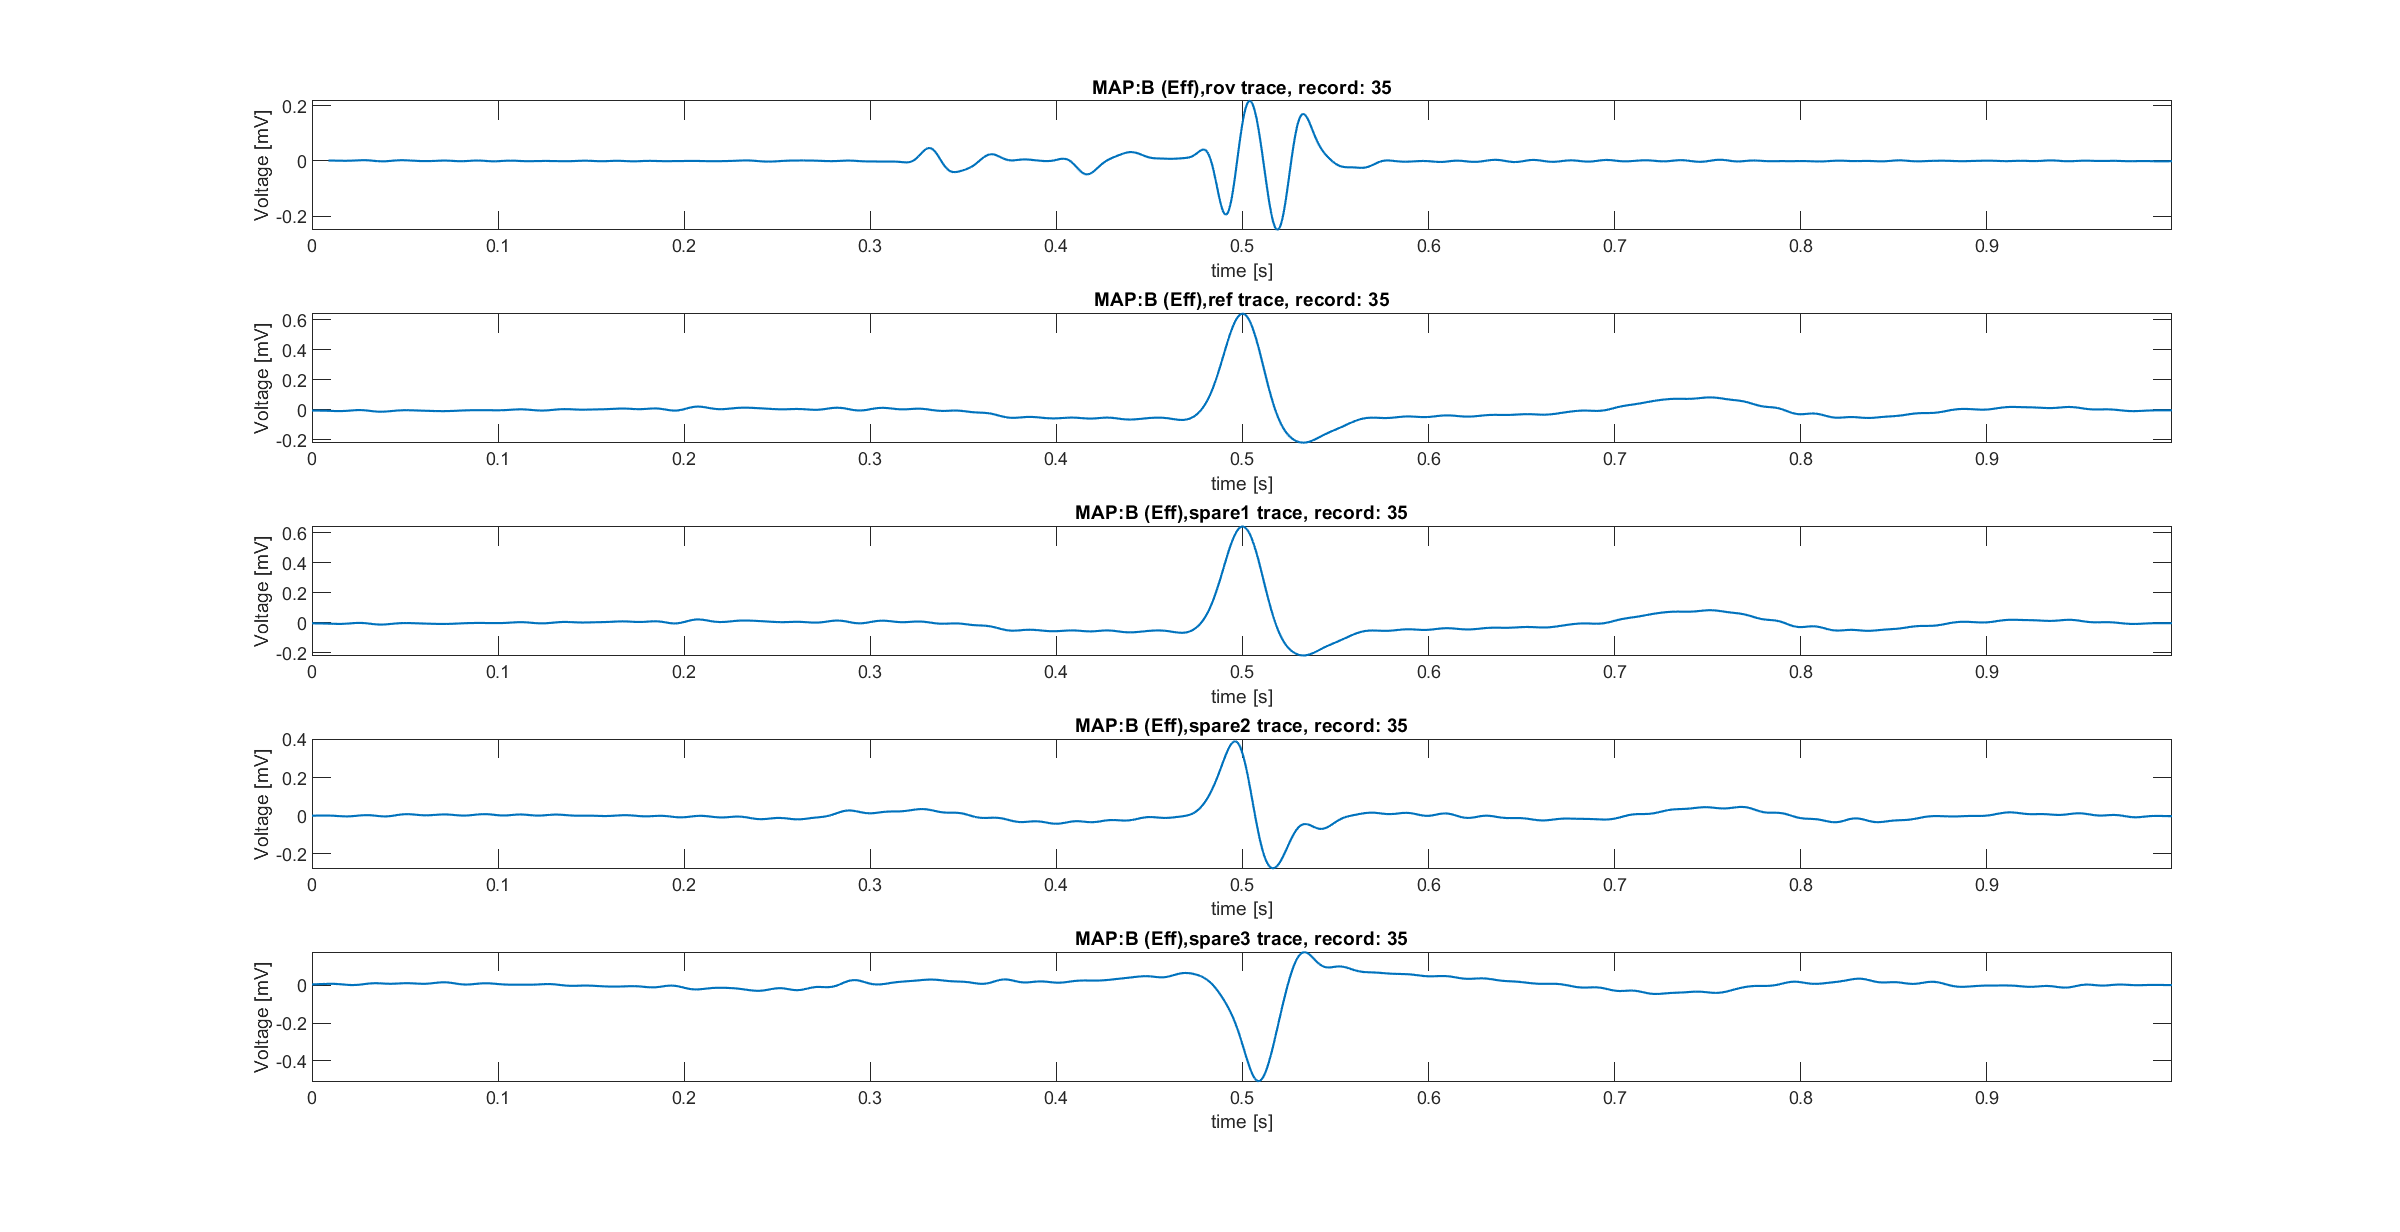 MAP:B (Eff),rov trace, record: 35
Voltage [mV]
0.2
0
-0.2
0 0.1 0.2 0.3 0.4 0.5 0.6 0.7 0.8 0.9
time [s]
MAP:B (Eff),ref trace, record: 35
Voltage [mV]
0.6
0.4
0.2
0
-0.2
0 0.1 0.2 0.3 0.4 0.5 0.6 0.7 0.8 0.9
time [s]
MAP:B (Eff),spare1 trace, record: 35
Voltage [mV]
0.6
0.4
0.2
0
-0.2
0 0.1 0.2 0.3 0.4 0.5 0.6 0.7 0.8 0.9
time [s]
MAP:B (Eff),spare2 trace, record: 35
Voltage [mV]
0.4
0.2
0
-0.2
0 0.1 0.2 0.3 0.4 0.5 0.6 0.7 0.8 0.9
time [s]
MAP:B (Eff),spare3 trace, record: 35
Voltage [mV]
0
-0.2
-0.4
0 0.1 0.2 0.3 0.4 0.5 0.6 0.7 0.8 0.9
time [s]